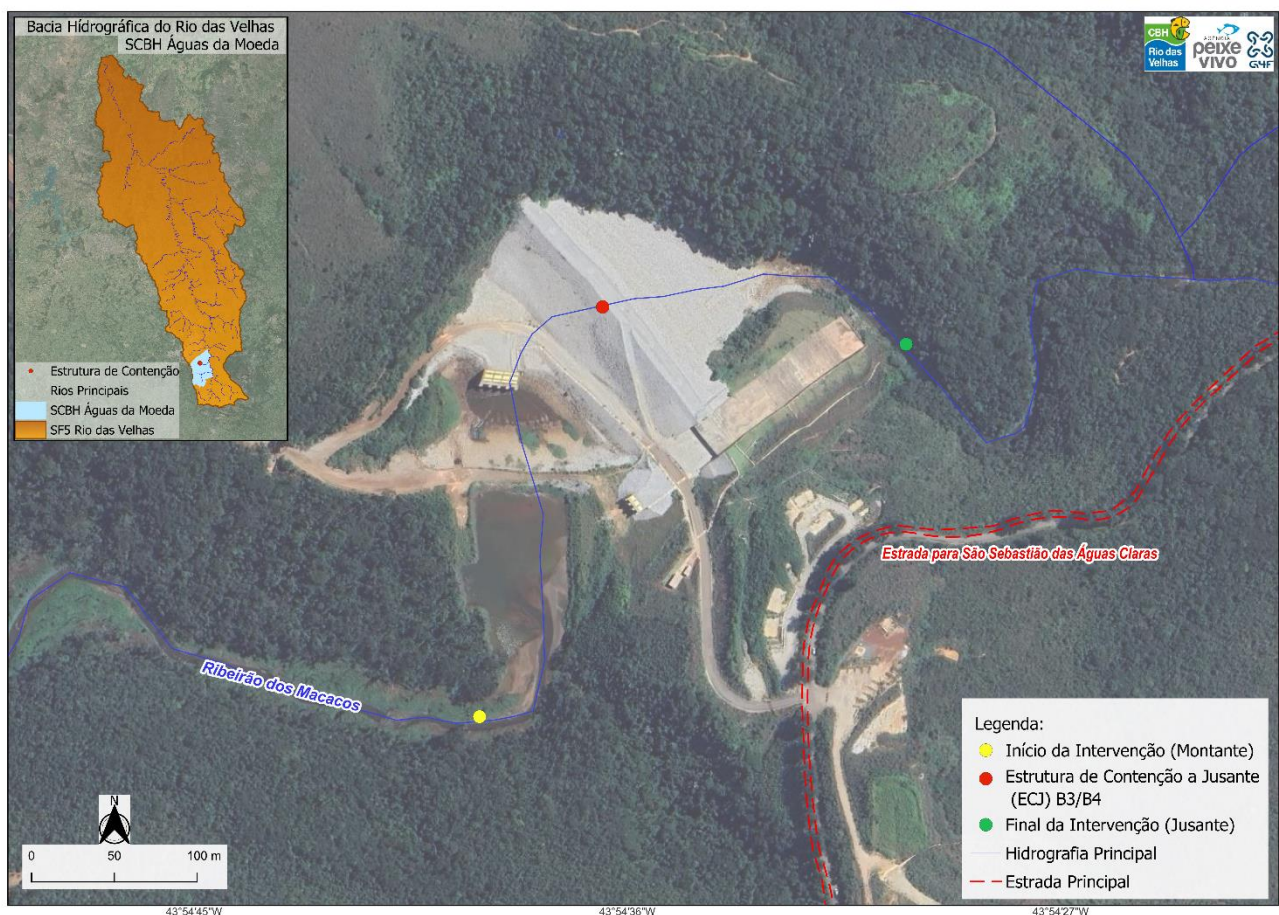 Bacia Hídrográfica do Rio das Velhas
SCBH Águas da Moeda
Estrutura de Contenção
Rios Principais
SCBH Águas da Moeda
SF5 Rio das Velhas
CBH
Rio das
Velhas
AGÊNCIA
peixe
vivo
Estrada para São Sebastião das Águas Claras
Ribeirão dos Macacos
Legenda:
Início da Intervenção (Montante)
Estrutura de Contenção a Jusante
(ECJ) B3/B4
Final da Intervenção (Jusante)
Hidrografia Principal
Estrada Principal
N
0 50 100 m
43°54'45"W 43°54'36"W 43°54'27"W